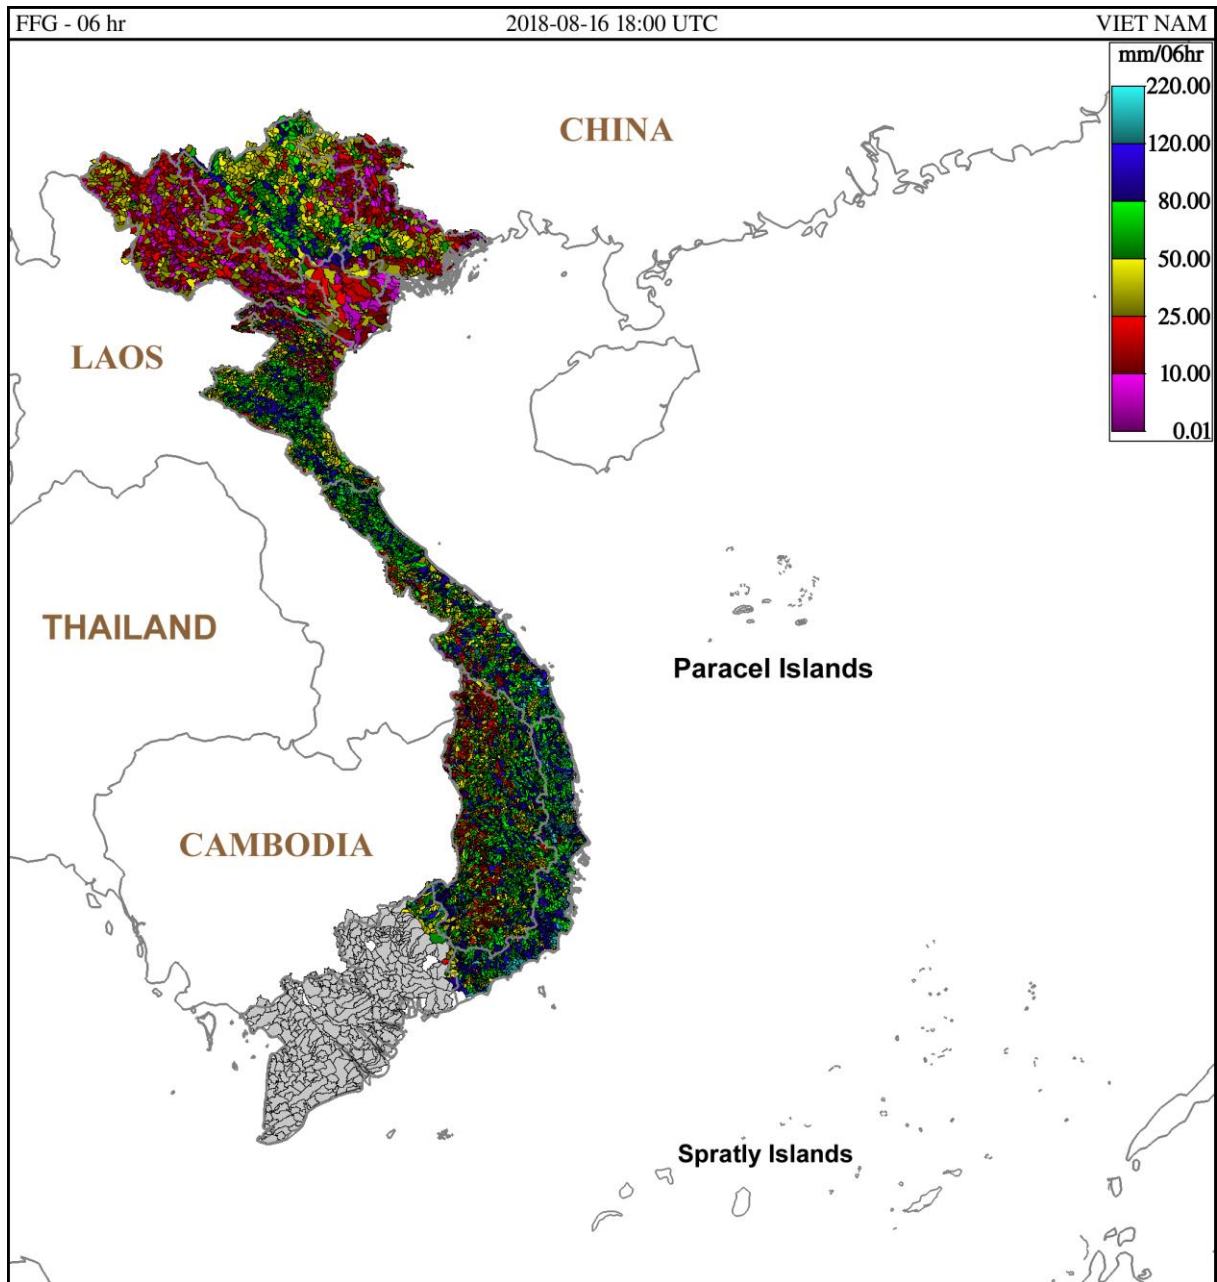 FFG - 06 hr 2018-08-16 18:00 UTC VIET NAM
mm/06hr
220.00
120.00
80.00
50.00
25.00
10.00
0.01
CHINA
LAOS
THAILAND
Paracel Islands
CAMBODIA
Spratly Islands